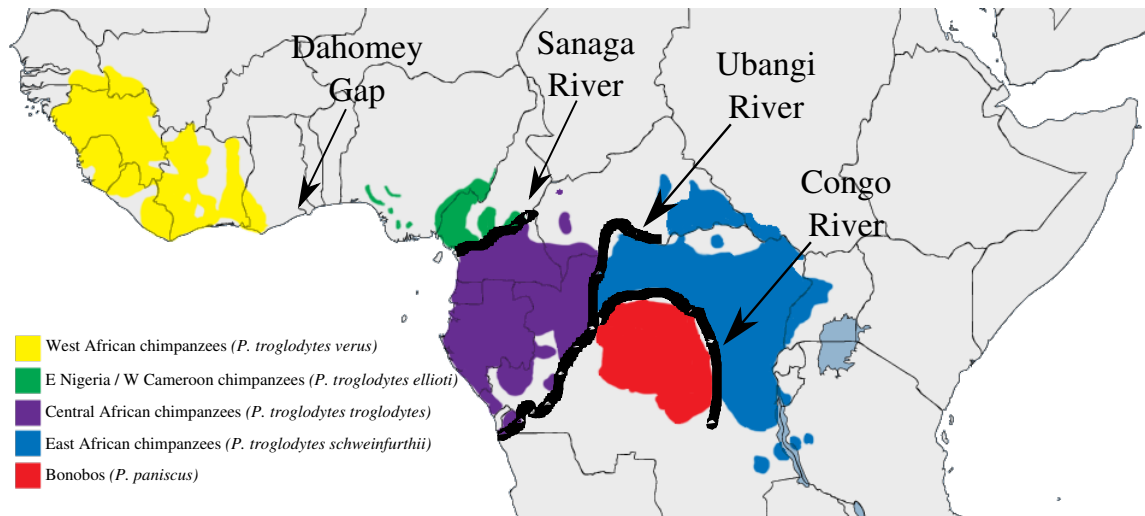 Dahomey
Gap
Sanaga
River
Ubangi
River
Congo
River
West African chimpanzees (P. troglodytes verus)
E Nigeria / W Cameroon chimpanzees (P. troglodytes ellioti)
Central African chimpanzees (P. troglodytes troglodytes)
East African chimpanzees (P. troglodytes schweinfurthii)
Bonobos (P. paniscus)